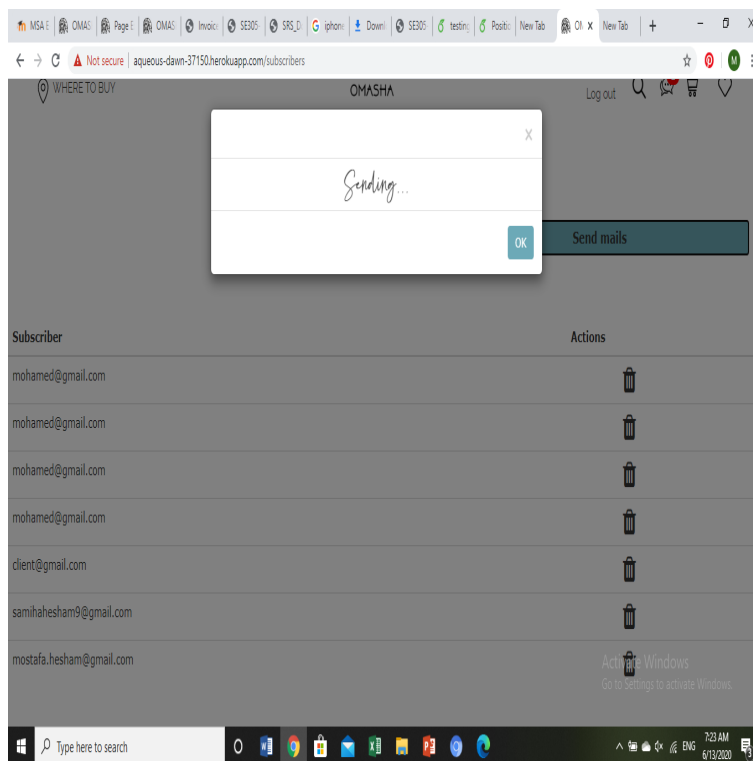 MSA E OMAS Page E OMAS Invoic SE305 SRS_D iphone Downl SE305 testing Positic New Tab New Tab
Not secure aqueous-dawn-37150.herokuapp.com/subscribers M
WHERE TO BUY OMASHA Log out
X
Sending...
OK
Send mails
Subscriber Actions
mohamed@gmail.com
mohamed@gmail.com
mohamed@gmail.com
mohamed@gmail.com
client@gmail.com
samihahesham9@gmail.com
mostafa.hesham@gmail.com
Activate Windows
Go to Settings to activate Windows.
Type here to search ENG 7:23 AM
6/13/2020